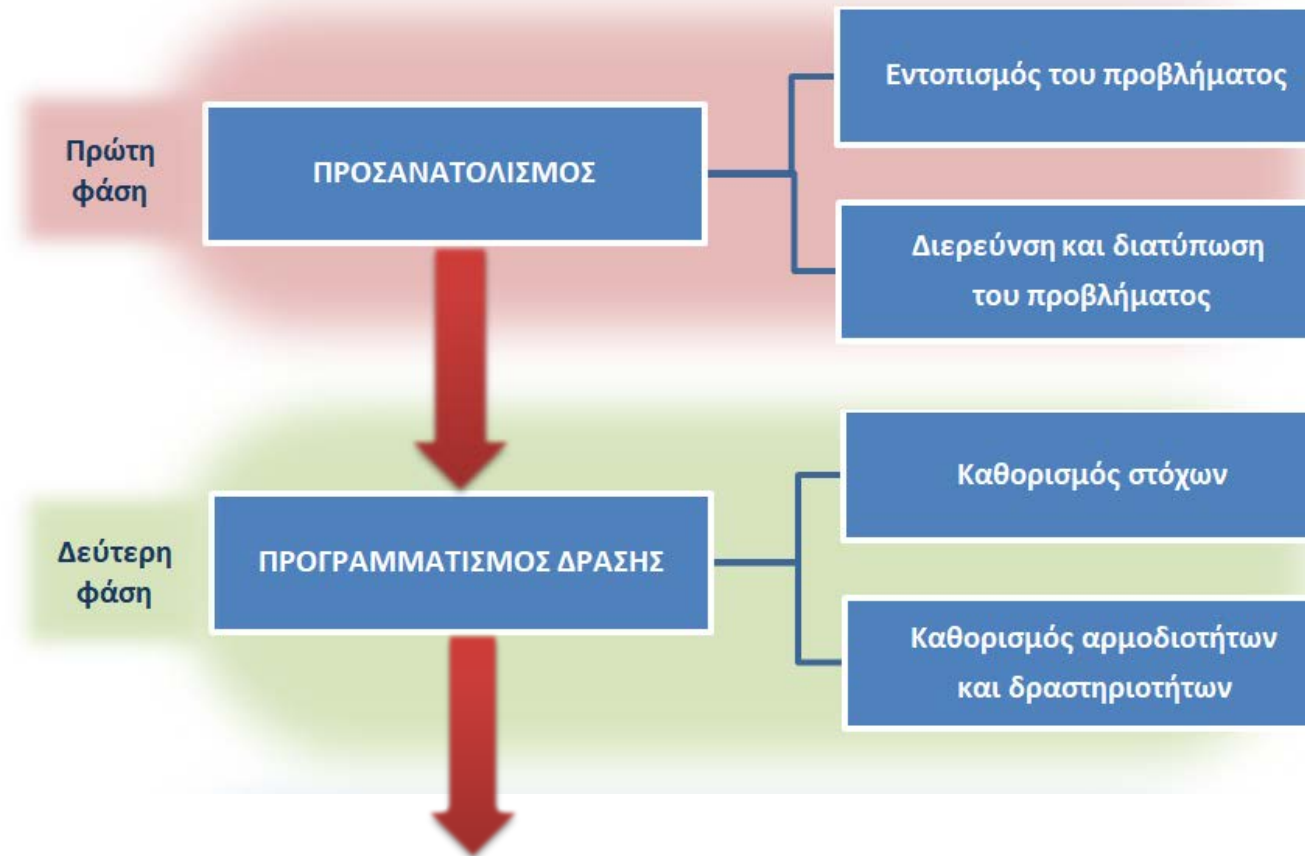 Πρώτη
φάση
ΠΡΟΣΑΝΑΤΟΛΙΣΜΟΣ
Εντοπισμός του προβλήματος
Διερεύνση και διατύπωση
του προβλήματος
Δεύτερη
φάση
ΠΡΟΓΡΑΜΜΑΤΙΣΜΟΣ ΔΡΑΣΗΣ
Καθορισμός στόχων
Καθορισμός αρμοδιοτήτων
και δραστηριοτήτων